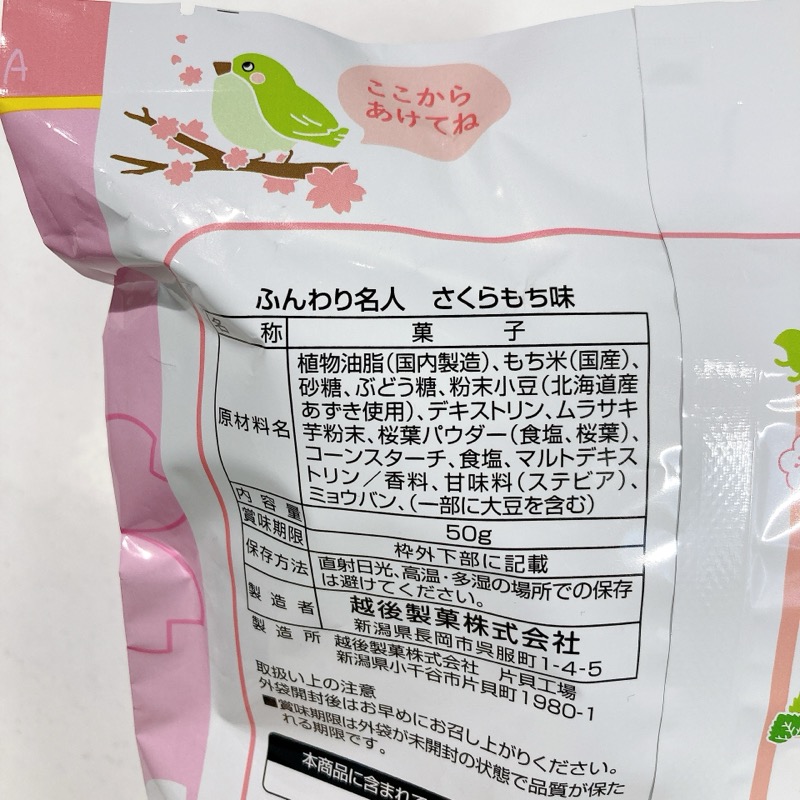 A
ここから
あけてね
ふんわり名人 さくらもち味
名称 菓子
原材料名 植物油脂(国内製造)、もち米(国産)、
砂糖、ぶどう糖、粉末小豆(北海道産
あずき使用)、デキストリン、ムラサキ
芋粉末、桜葉パウダー(食塩、桜葉)、
コーンスターチ、食塩、マルトデキス
トリン/香料、甘味料(ステビア)、
ミョウバン、(一部に大豆を含む)
内容量 50g
賞味期限 枠外下部に記載
保存方法 直射日光、高温・多湿の場所での保存
は避けてください。
製造者 越後製菓株式会社
新潟県長岡市呉服町1-4-5
製造所 越後製菓株式会社 片貝工場
新潟県小千谷市片貝町1980-1
取扱い上の注意
外袋開封後はお早めにお召し上がりください。
■賞味期限は外袋が未開封の状態で品質が保た
れる期限です。
本商品に含まれて